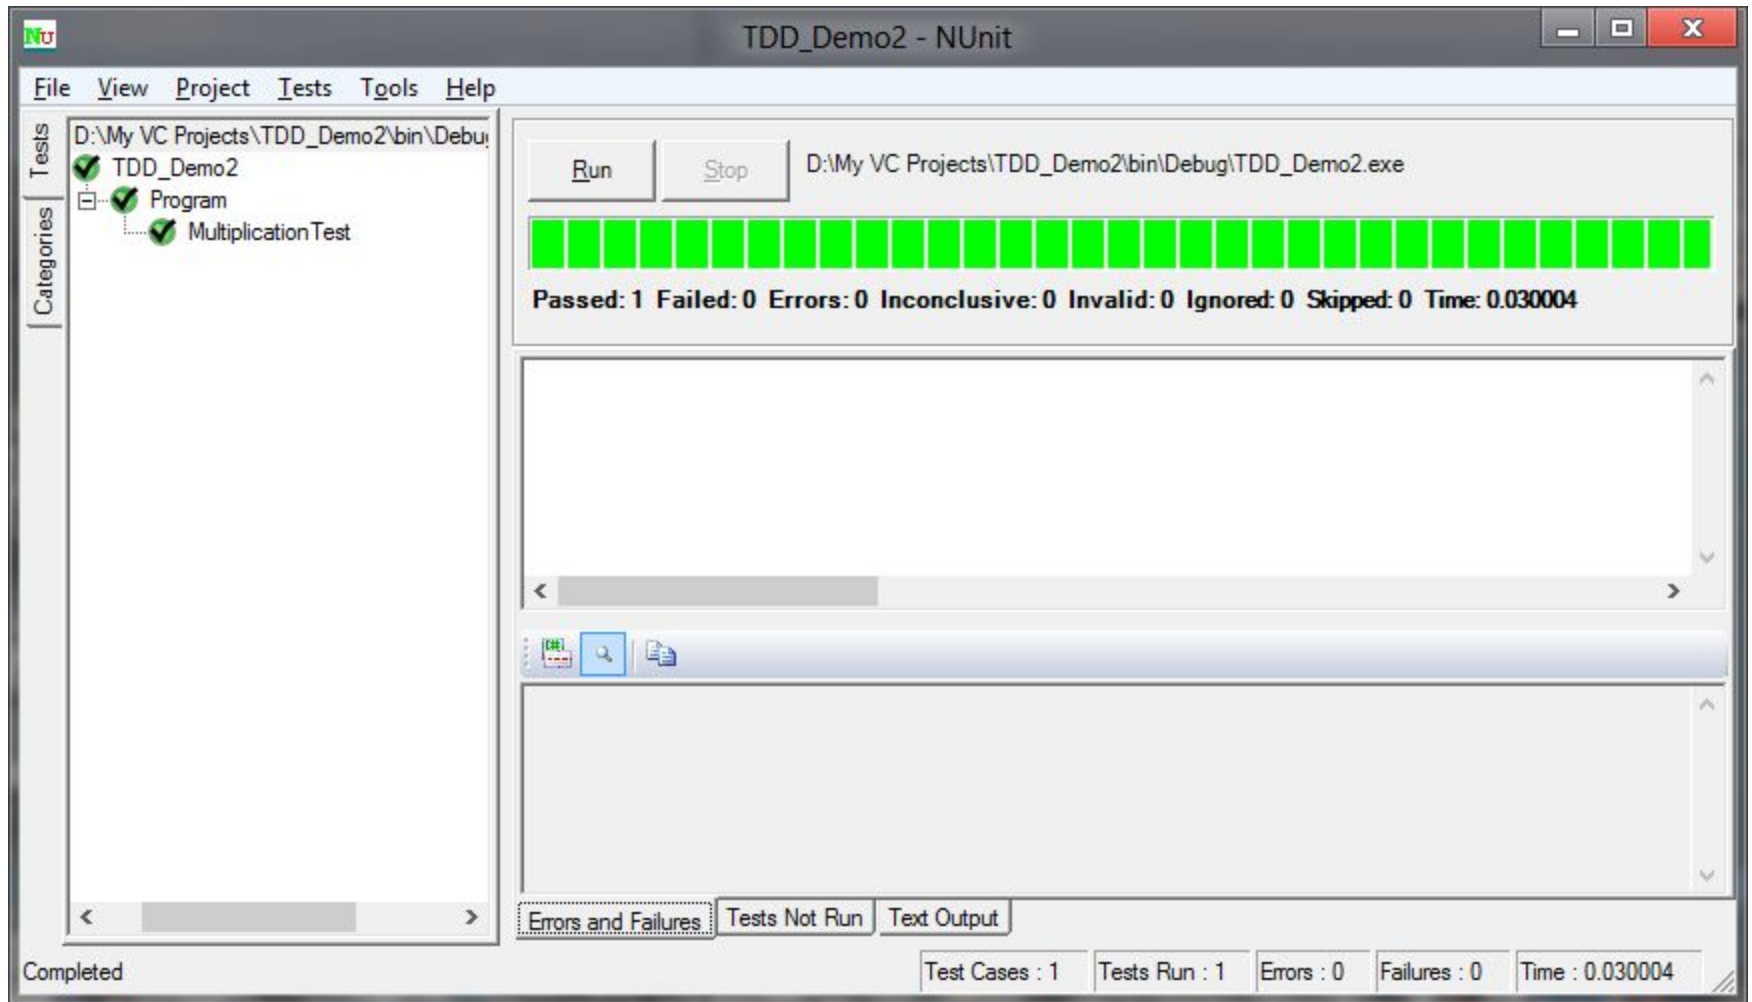 NU
TDD_Demo2 - NUnit
File View Project Tests Tools Help
Tests
Categories
D:\My VC Projects\TDD_Demo2\bin\Debug
TDD_Demo2
Program
MultiplicationTest
Run
Stop
D:\My VC Projects\TDD_Demo2\bin\Debug\TDD_Demo2.exe
Passed: 1 Failed: 0 Errors: 0 Inconclusive: 0 Invalid: 0 Ignored: 0 Skipped: 0 Time: 0.030004
Errors and Failures Tests Not Run Text Output
Completed
Test Cases : 1 Tests Run : 1 Errors : 0 Failures : 0 Time : 0.030004